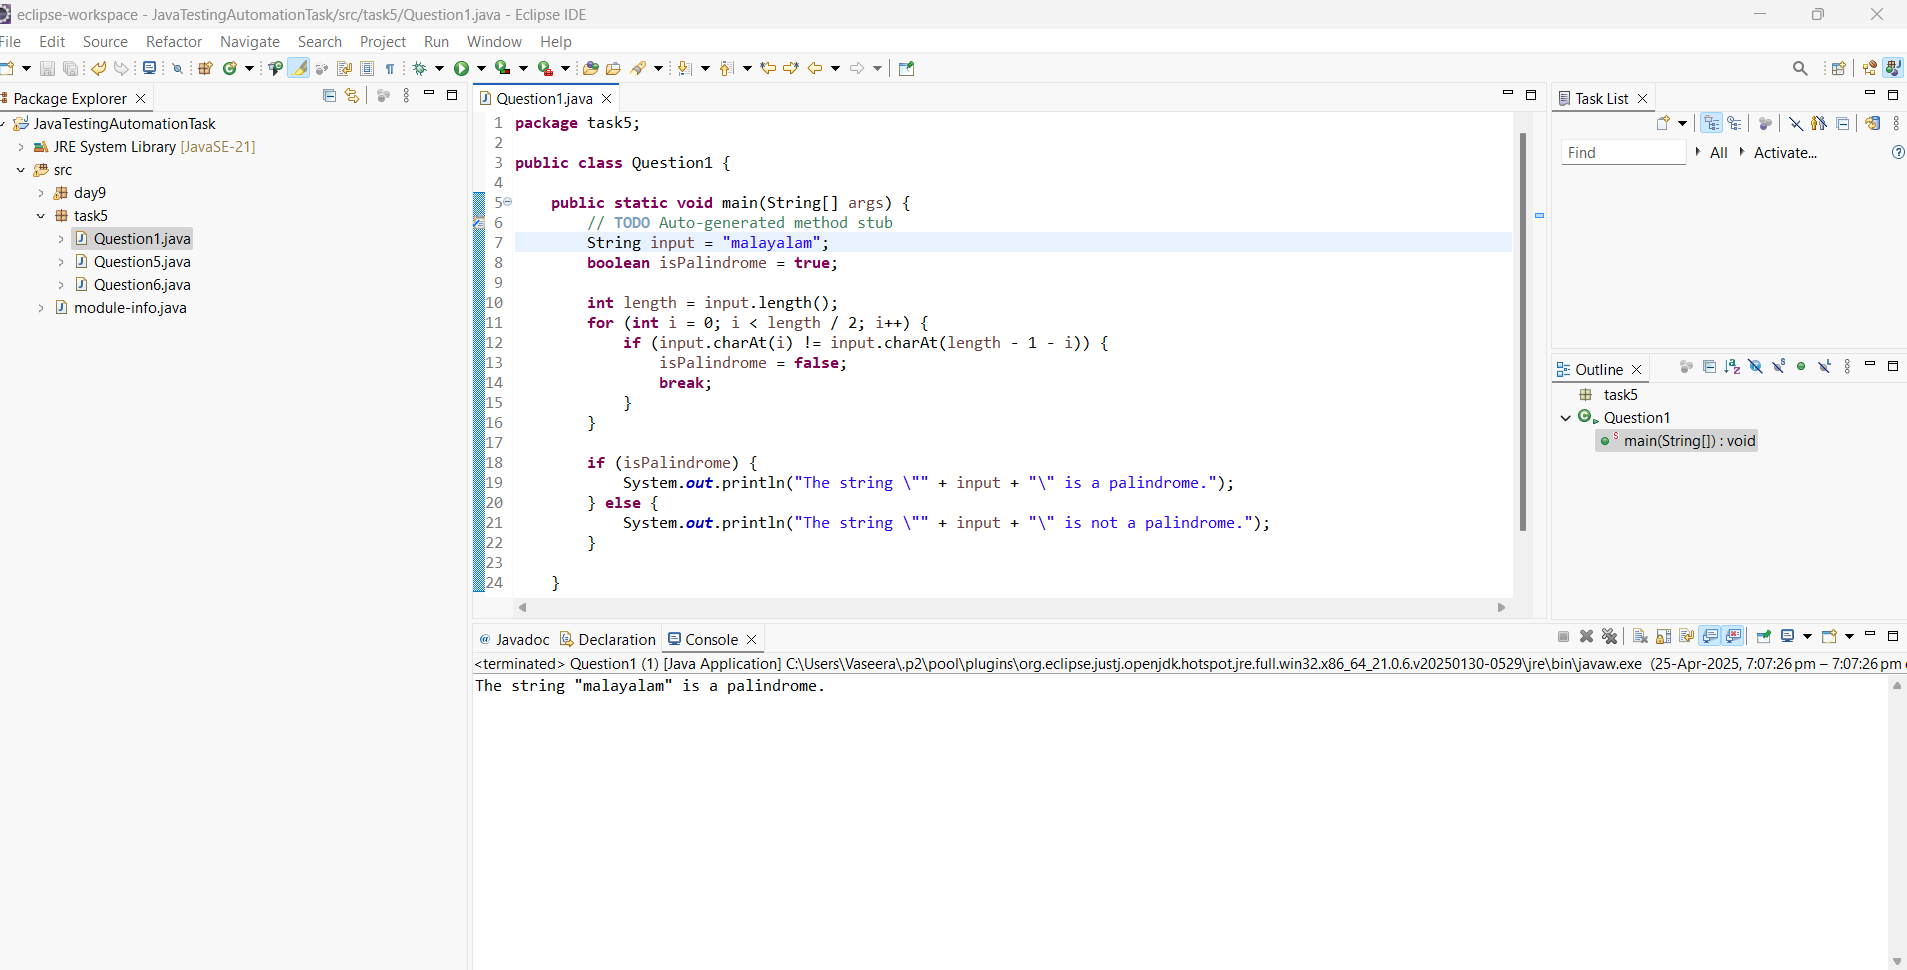 eclipse-workspace - JavaTestingAutomationTask/src/task5/Question1.java - Eclipse IDE
File Edit Source Refactor Navigate Search Project Run Window Help
Package Explorer
JavaTestingAutomationTask
JRE System Library [JavaSE-21]
src
day9
task5
Question1.java
Question5.java
Question6.java
module-info.java
Question1.java
1 package task5;
2
3 public class Question1 {
4
5     public static void main(String[] args) {
6         // TODO Auto-generated method stub
7         String input = "malayalam";
8         boolean isPalindrome = true;
9
10         int length = input.length();
11         for (int i = 0; i < length / 2; i++) {
12             if (input.charAt(i) != input.charAt(length - 1 - i)) {
13                 isPalindrome = false;
14                 break;
15             }
16         }
17
18         if (isPalindrome) {
19             System.out.println("The string \"" + input + "\" is a palindrome.");
20         } else {
21             System.out.println("The string \"" + input + "\" is not a palindrome.");
22         }
23
24     }
Task List
Find All Activate...
Outline
task5
Question1
main(String[]) : void
Javadoc Declaration Console
<terminated> Question1 (1) [Java Application] C:\Users\Vaseera\.p2\pool\plugins\org.eclipse.justj.openjdk.hotspot.jre.full.win32.x86_64_21.0.6.v20250130-0529\jre\bin\javaw.exe (25-Apr-2025, 7:07:26 pm – 7:07:26 pm
The string "malayalam" is a palindrome.